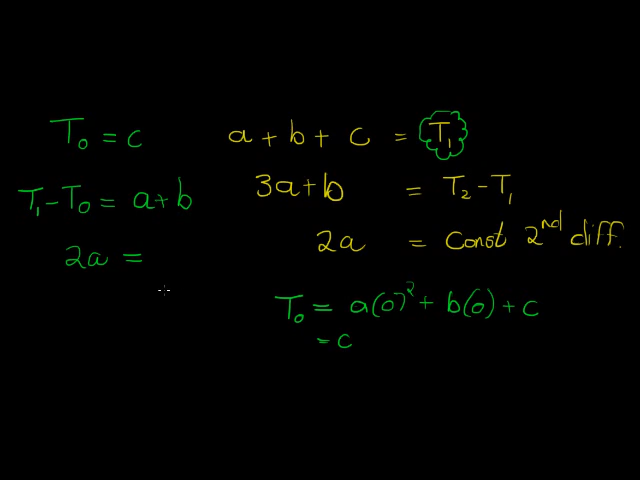 T₀ = c
a + b + c = T₁
T₁ - T₀ = a + b
3a + b = T₂ - T₁
2a =
2a = const 2nd diff.
T₀ = a(0)² + b(0) + c
= c